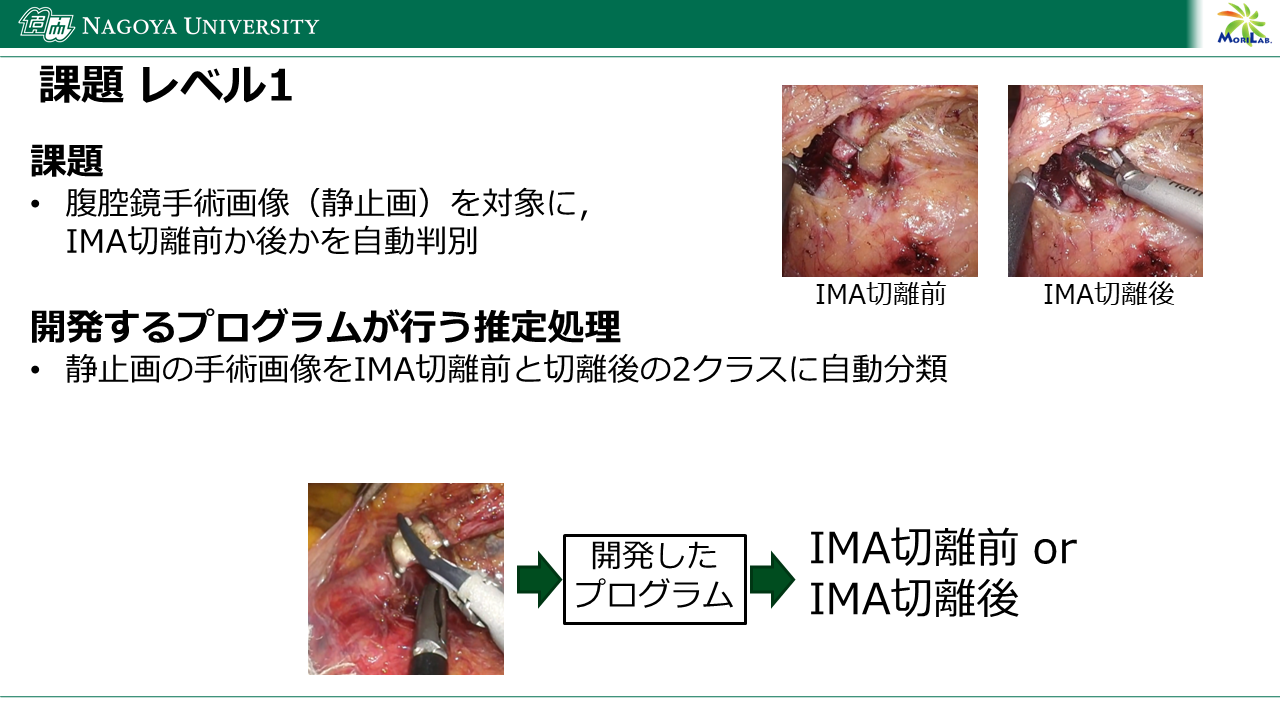 NAGOYA UNIVERSITY
MORILAB.
課題 レベル1
課題
• 腹腔鏡手術画像（静止画）を対象に，
IMA切離前か後かを自動判別
IMA切離前
IMA切離後
開発するプログラムが行う推定処理
• 静止画の手術画像をIMA切離前と切離後の2クラスに自動分類
開発した
プログラム
IMA切離前 or
IMA切離後